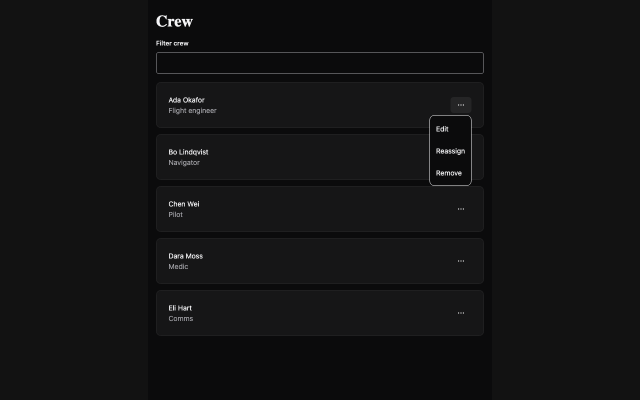 Crew
Filter crew
Ada Okafor
Flight engineer
...
Edit
Reassign
Remove
Bo Lindqvist
Navigator
Chen Wei
Pilot
...
Dara Moss
Medic
...
Eli Hart
Comms
...